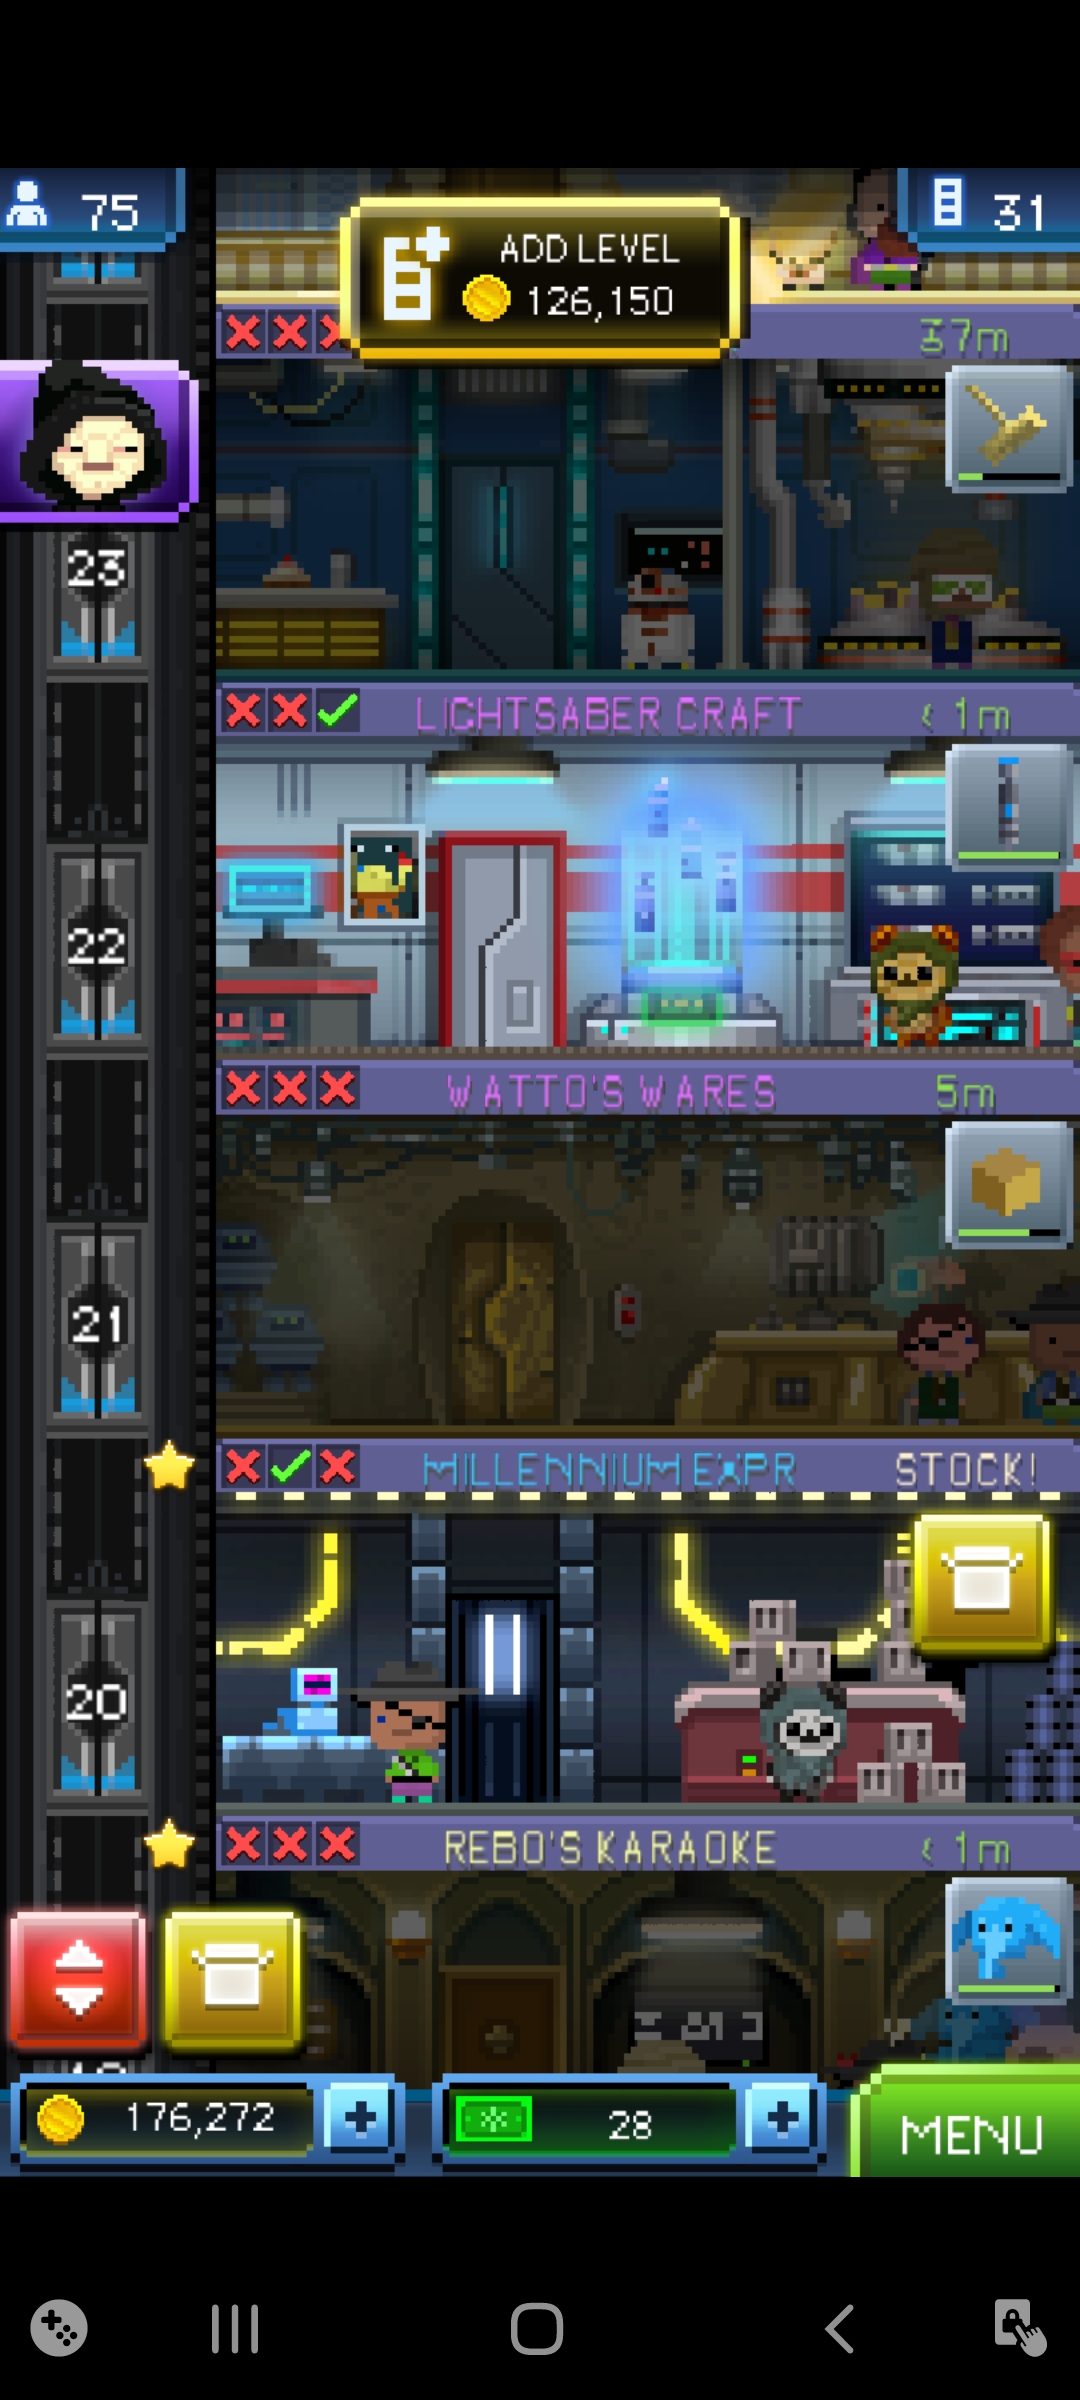 75
ADD LEVEL
126,150
31
37m
23
LIGHTSABER CRAFT
< 1m
22
WATTO'S WARES
5m
21
MILLENNIUM EXPR
STOCK!
20
REBO'S KARAOKE
< 1m
176,272
28
MENU